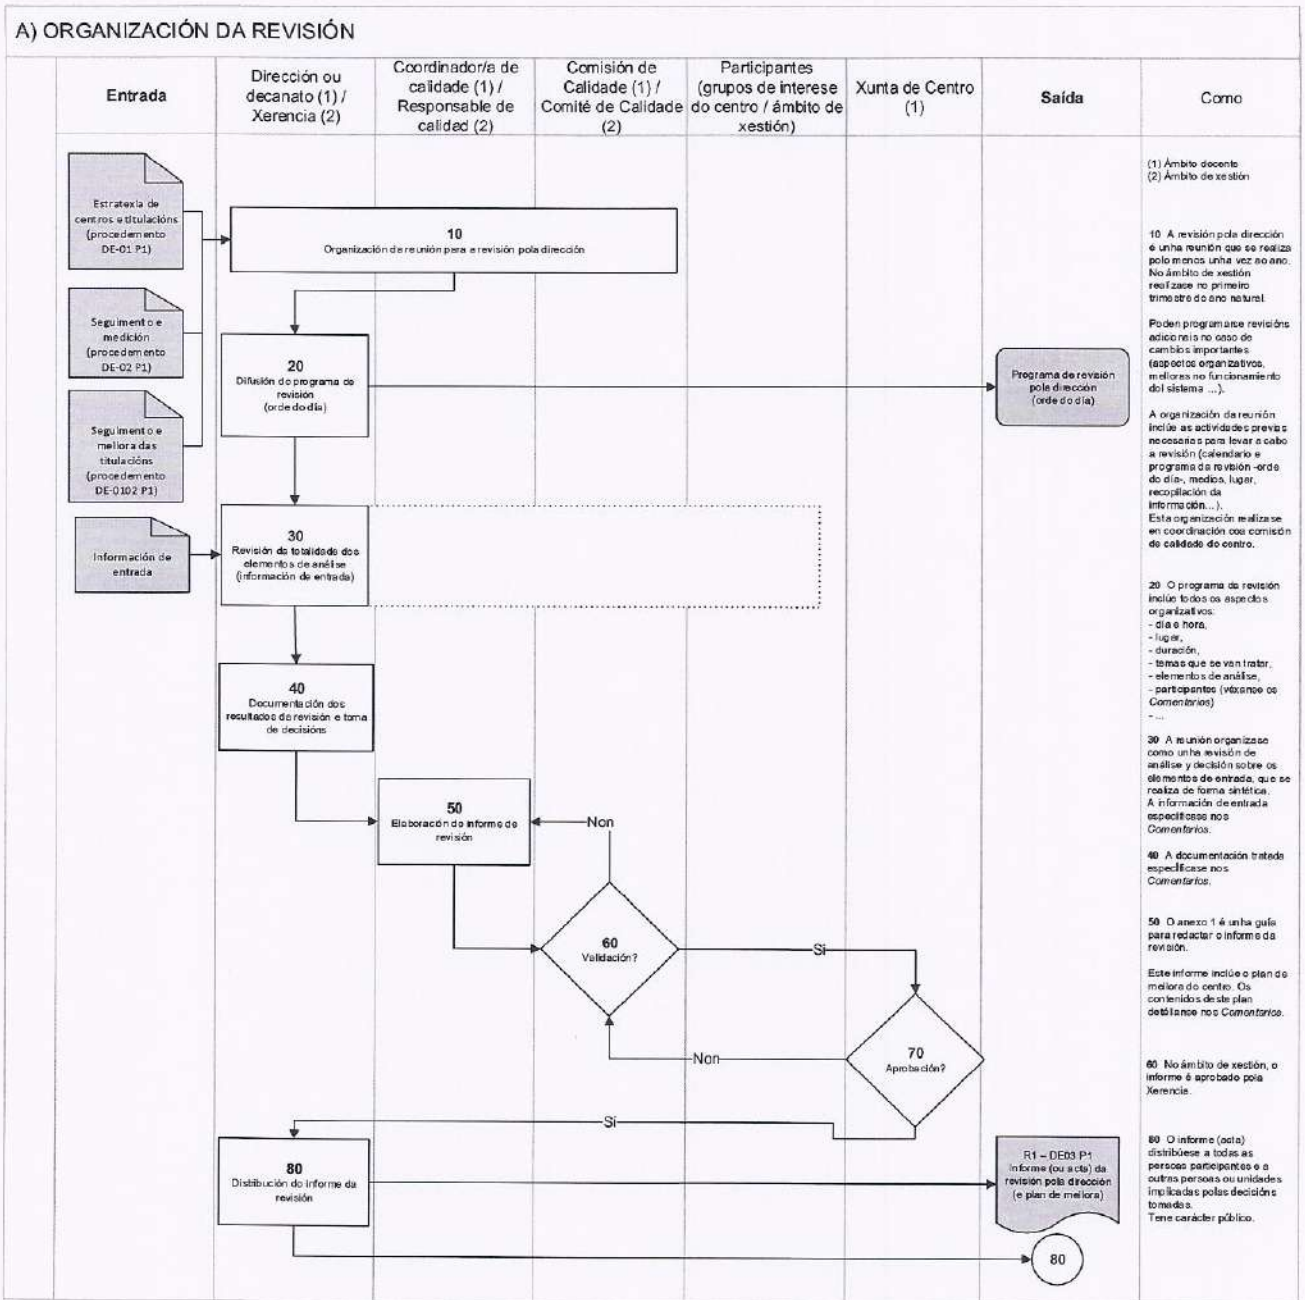 A) ORGANIZACIÓN DA REVISIÓN
Entrada
Dirección ou
decanato (1) /
Xerencia (2)
Coordinador/a de
calidade (1) /
Responsable de
calidad (2)
Comisión de
Calidade (1) /
Comité de Calidade
(2)
Participantes
(grupos de interese
do centro / ámbito de
xestión)
Xunta de Centro
(1)
Saída
Como
Estratexia de
centros e titulacións
(procedemento
DE-01 P1)
Seguimento e
medición
(procedemento
DE-02 P1)
Seguimento e
mellora das
titulacións
(procedemento
DE-0102 P1)
Información de
entrada
10
Organización de reunión para a revisión pola dirección
20
Difusión do programa de
revisión
(orde do día)
Programa de revisión
pola dirección
(orde do día)
30
Revisión da totalidade dos
elementos de análise
(información de entrada)
40
Documentación dos
resultados da revisión e toma
de decisións
50
Elaboración do informe de
revisión
Non
60
Validación?
Si
Non
70
Aprobación?
Si
80
Distribución do informe da
revisión
R1 – DE03 P1
Informe (ou acta) da
revisión pola dirección
(e plan de mellora)
80
(1) Ámbito docente
(2) Ámbito de xestión
10 A revisión pola dirección
é unha reunión que se realiza
polo menos unha vez ao ano.
No ámbito de xestión
realízase no primeiro
trimestre do ano natural.
Poden programarse revisións
adicionais no caso de
cambios importantes
(aspectos organizativos,
melloras no funcionamiento
dol sistema ...).
A organización da reunión
inclúe as actividades previas
necesarias para levar a cabo
a revisión (calendario e
programa da revisión -orde
do día-, medios, lugar,
recopilación da
información...).
Esta organización realízase
en coordinación coa comisión
de calidade do centro.
20 O programa da revisión
inclúe todos os aspectos
organizativos:
- día e hora,
- lugar,
- duración,
- temas que se van tratar,
- elementos de análise,
- participantes (véxanse os
Comentarios)
- ...
30 A reunión organízase
como unha revisión de
análise y decisión sobre os
elementos de entrada, que se
realiza de forma sintética.
A información de entrada
especifícase nos
Comentarios.
40 A documentación tratada
especifícase nos
Comentarios.
50 O anexo 1 é unha guía
para redactar o informe da
revisión.
Este informe inclúe o plan de
mellora do centro. Os
contenidos deste plan
detállanse nos Comentarios.
60 No ámbito de xestión, o
informe é aprobado pola
Xerencia.
80 O informe (acta)
distribúese a todas as
persoas participantes e a
outras persoas ou unidades
implicadas polas decisións
tomadas.
Tene carácter público.